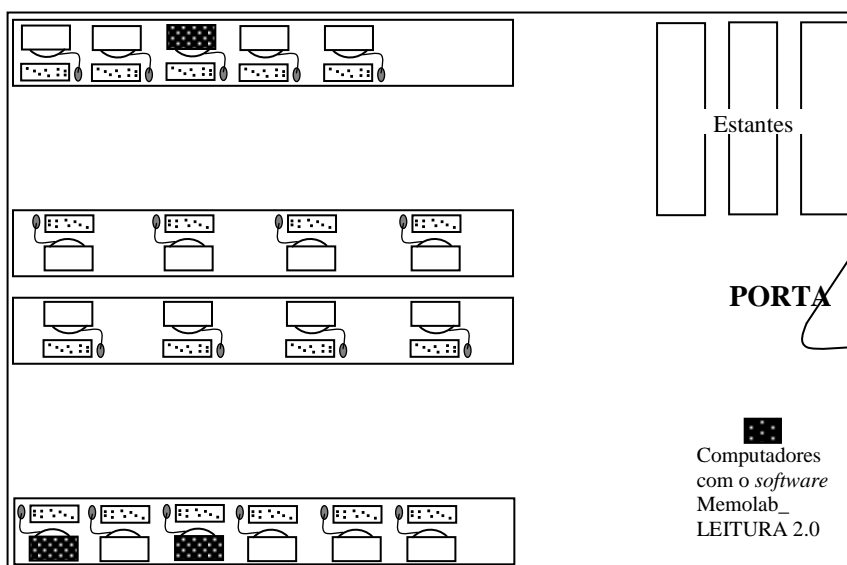 Estantes
PORTA
Computadores
com o software
Memolab_
LEITURA 2.0